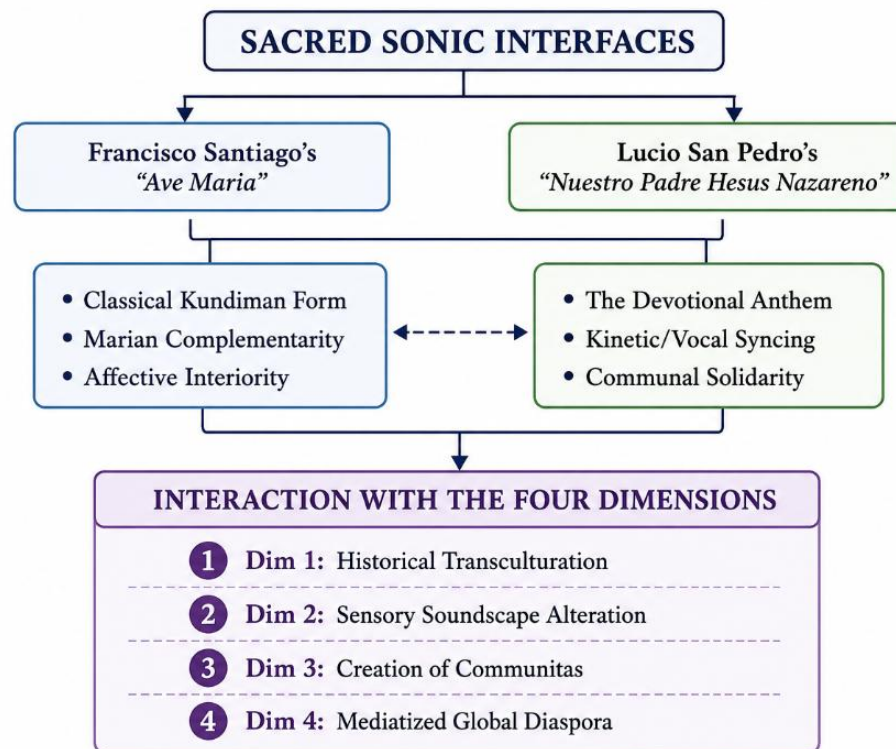 SACRED SONIC INTERFACES
Francisco Santiago’s
“Ave Maria”
Lucio San Pedro’s
“Nuestro Padre Hesus Nazareno”
• Classical Kundiman Form
• Marian Complementarity
• Affective Interiority
• The Devotional Anthem
• Kinetic/Vocal Syncing
• Communal Solidarity
INTERACTION WITH THE FOUR DIMENSIONS
1 Dim 1: Historical Transculturation
2 Dim 2: Sensory Soundscape Alteration
3 Dim 3: Creation of Communitas
4 Dim 4: Mediatized Global Diaspora